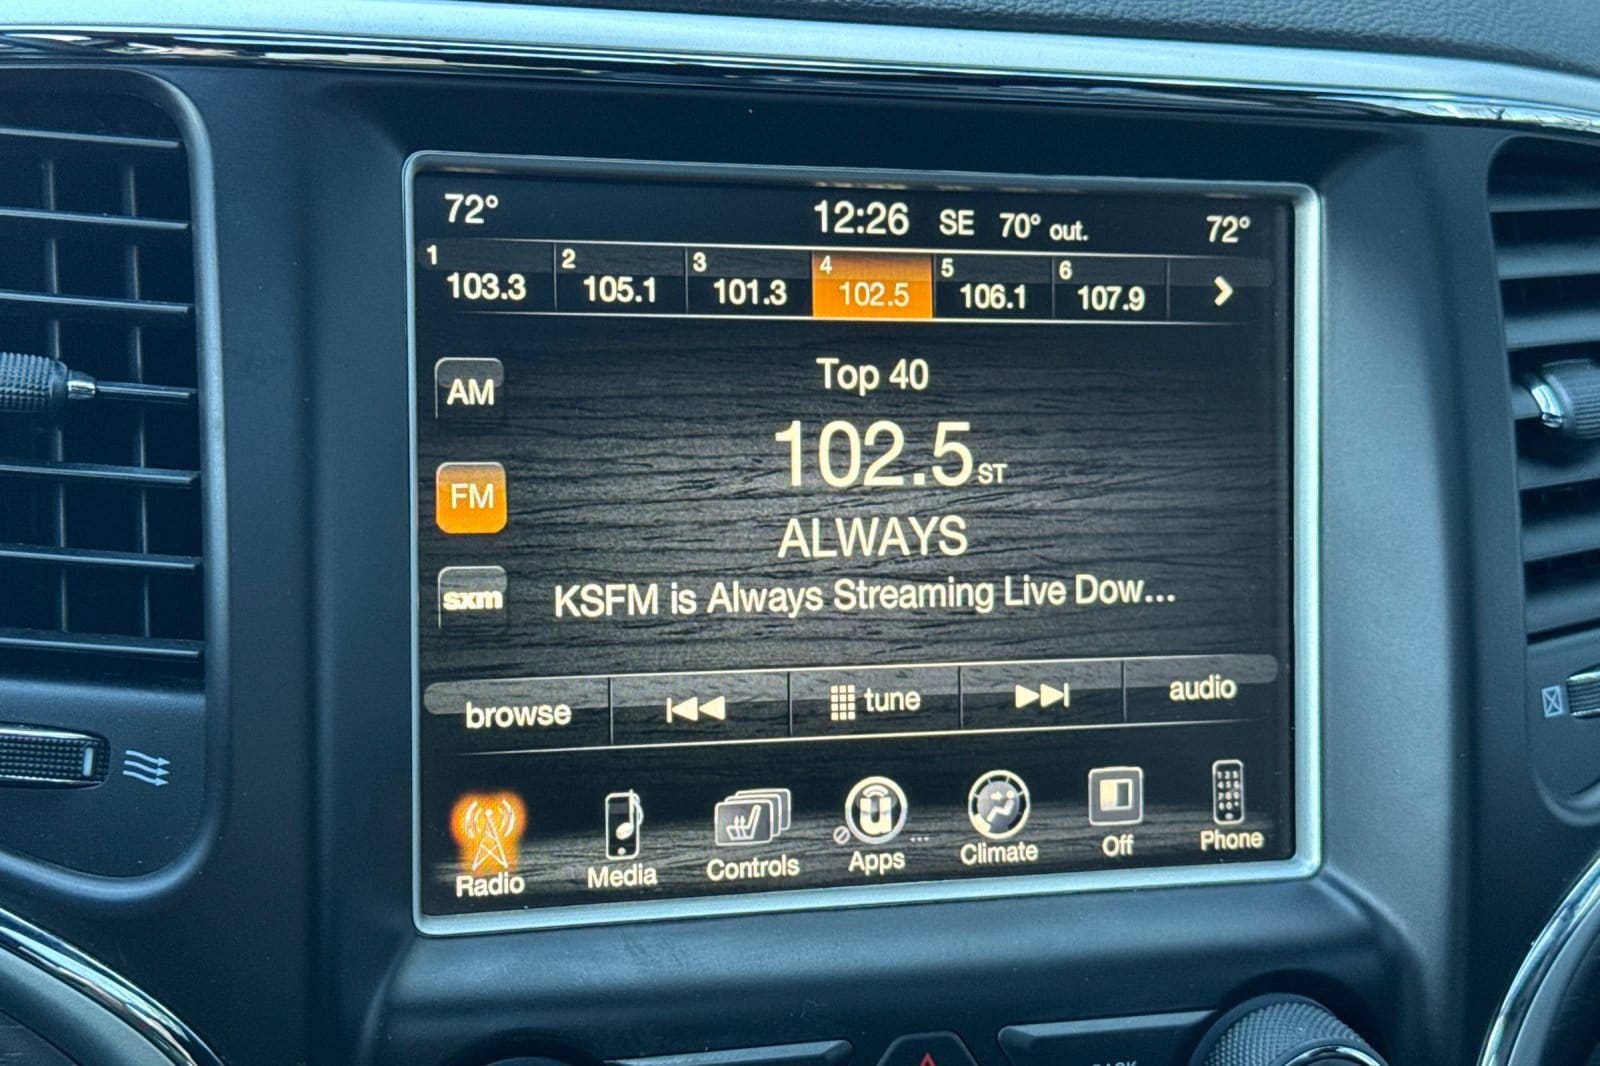 72° 12:26 SE 70° out. 72°
1 103.3 2 105.1 3 101.3 4 102.5 5 106.1 6 107.9
AM
Top 40
102.5 ST
FM
ALWAYS
sxm
KSFM is Always Streaming Live Dow...
browse tune audio
Radio Media Controls Apps Climate Off Phone